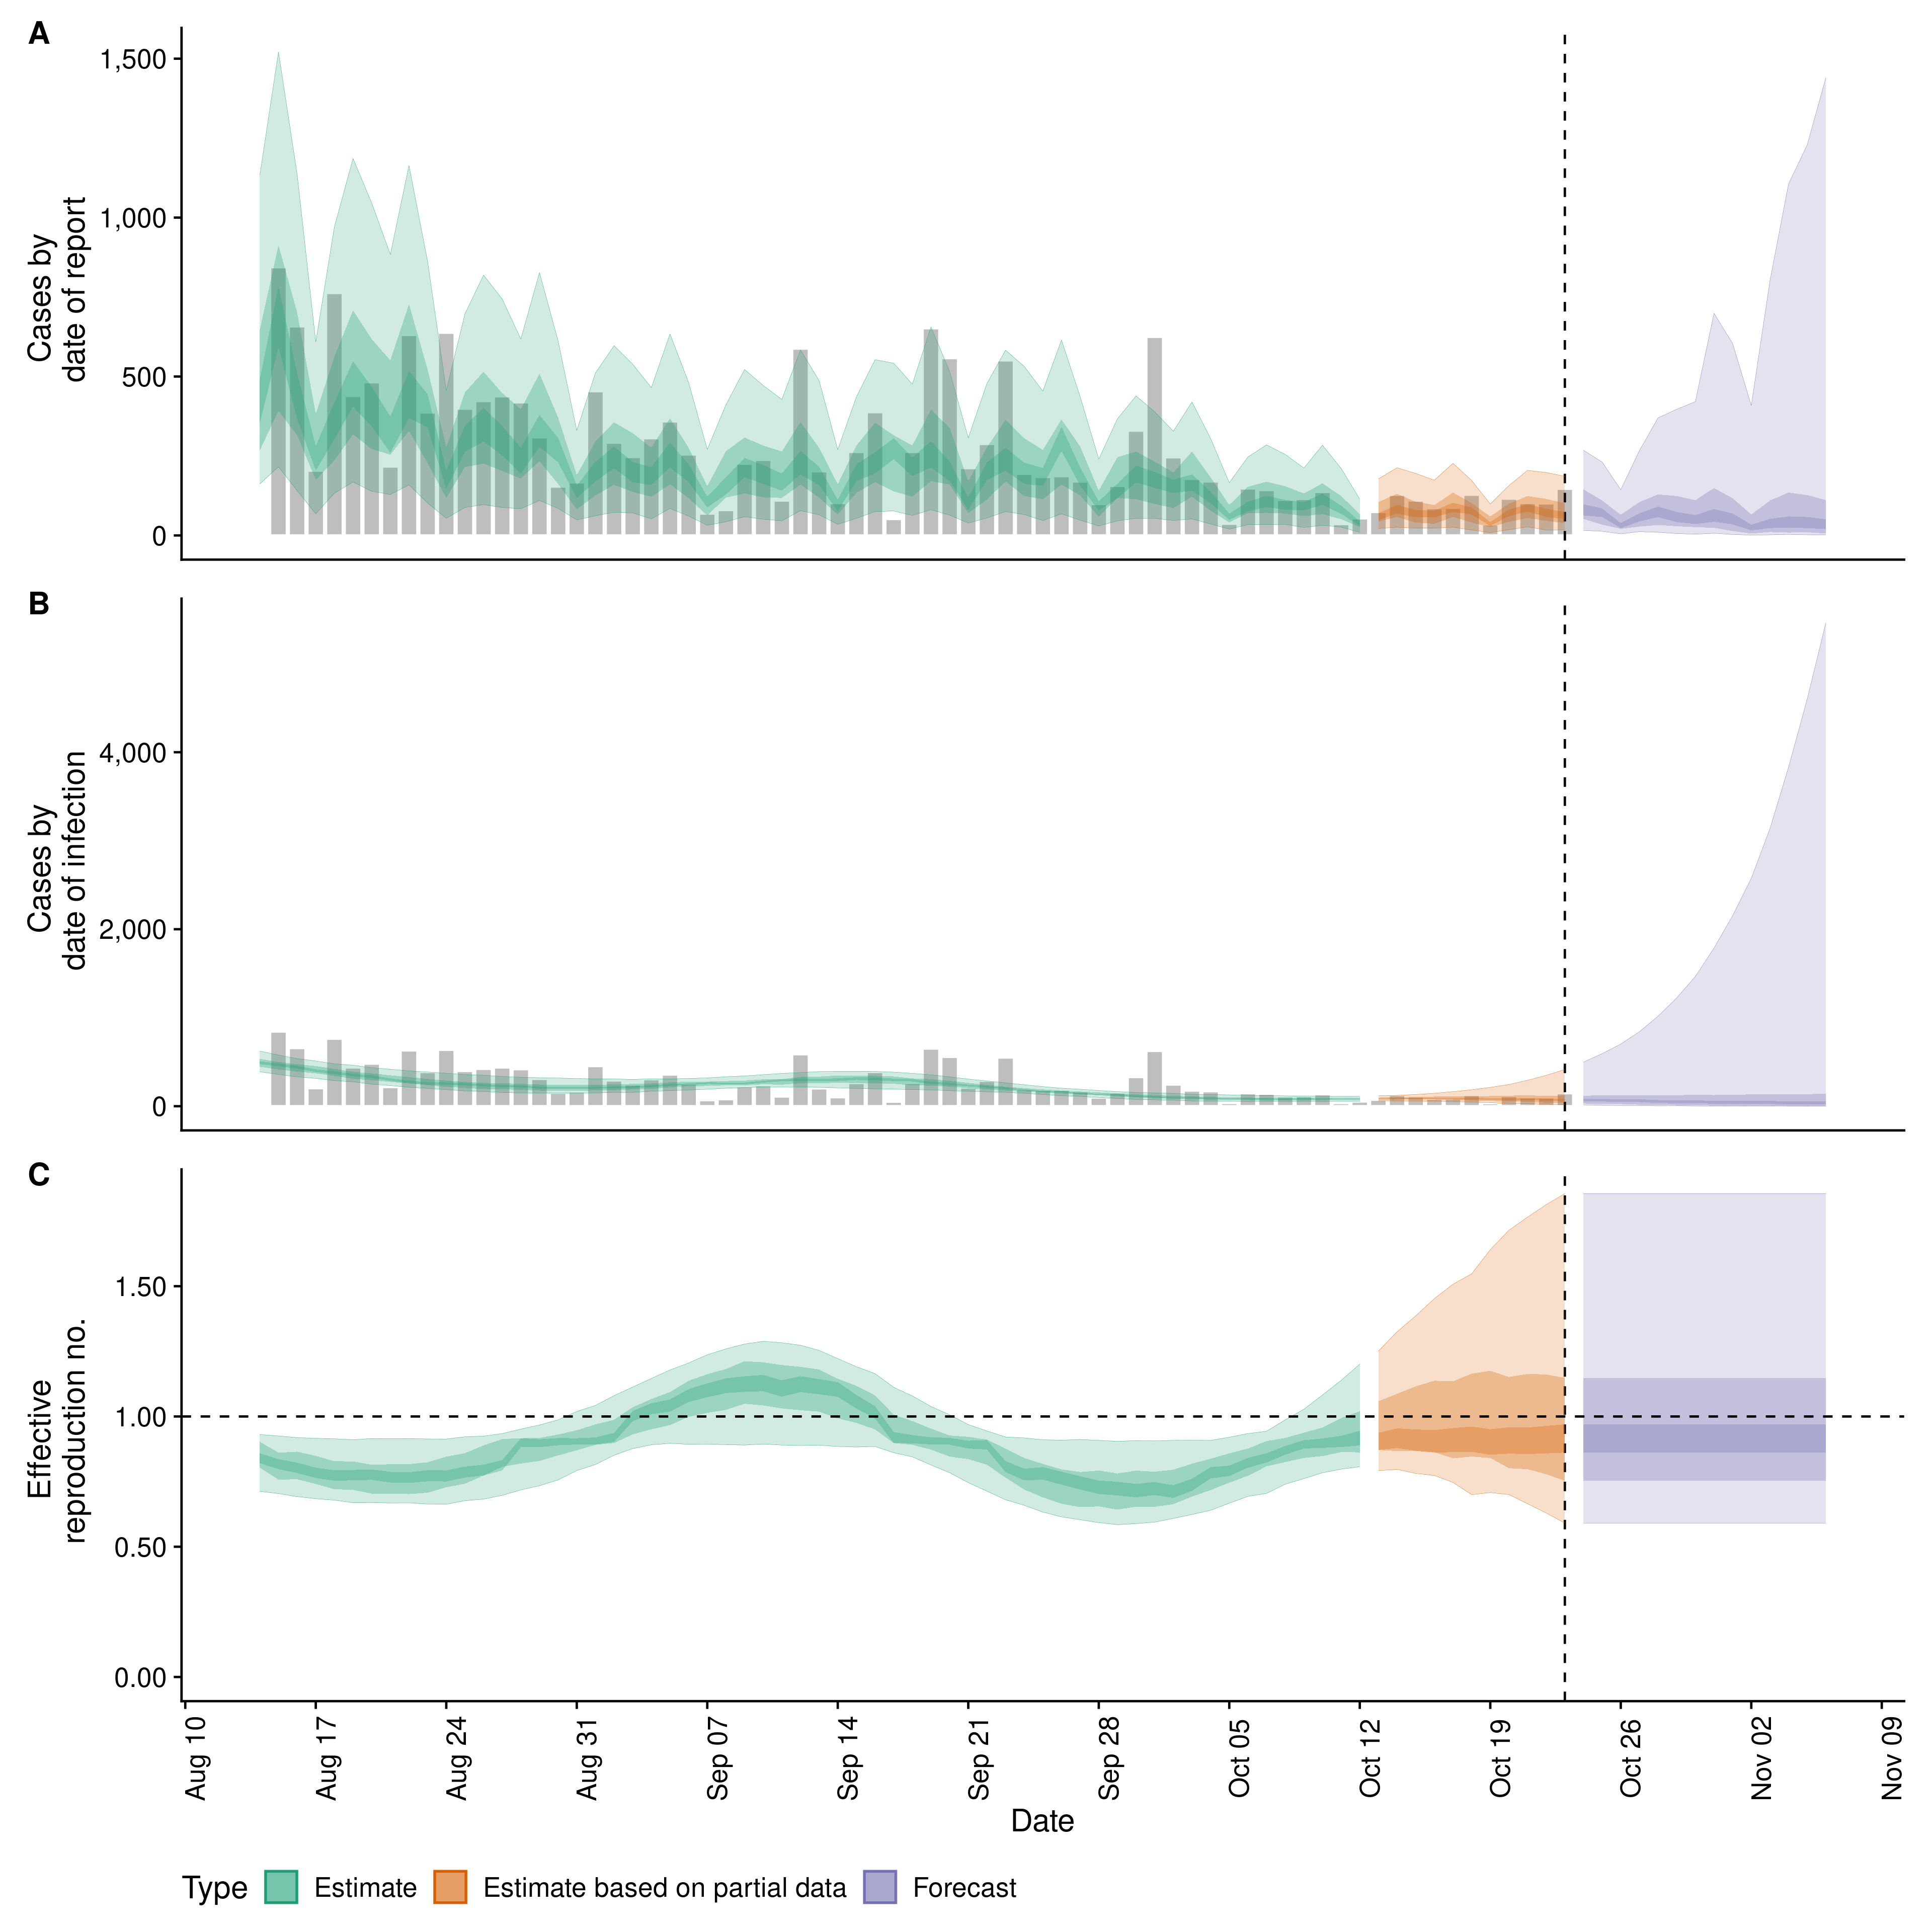 A
Cases by
date of report
1,500
1,000
500
0
B
Cases by
date of infection
4,000
2,000
0
C
Effective
reproduction no.
1.50
1.00
0.50
0.00
Aug 10
Aug 17
Aug 24
Aug 31
Sep 07
Sep 14
Sep 21
Sep 28
Oct 05
Oct 12
Oct 19
Oct 26
Nov 02
Nov 09
Date
Type
Estimate
Estimate based on partial data
Forecast